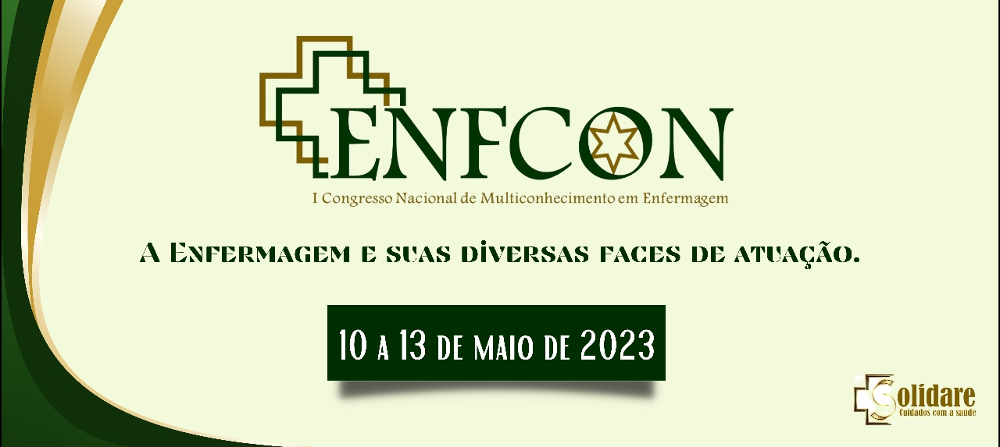 ENFCON
I Congresso Nacional de Multiconhecimento em Enfermagem
A Enfermagem e suas diversas faces de atuação.
10 a 13 de maio de 2023
Solidare
Cuidados com a saude